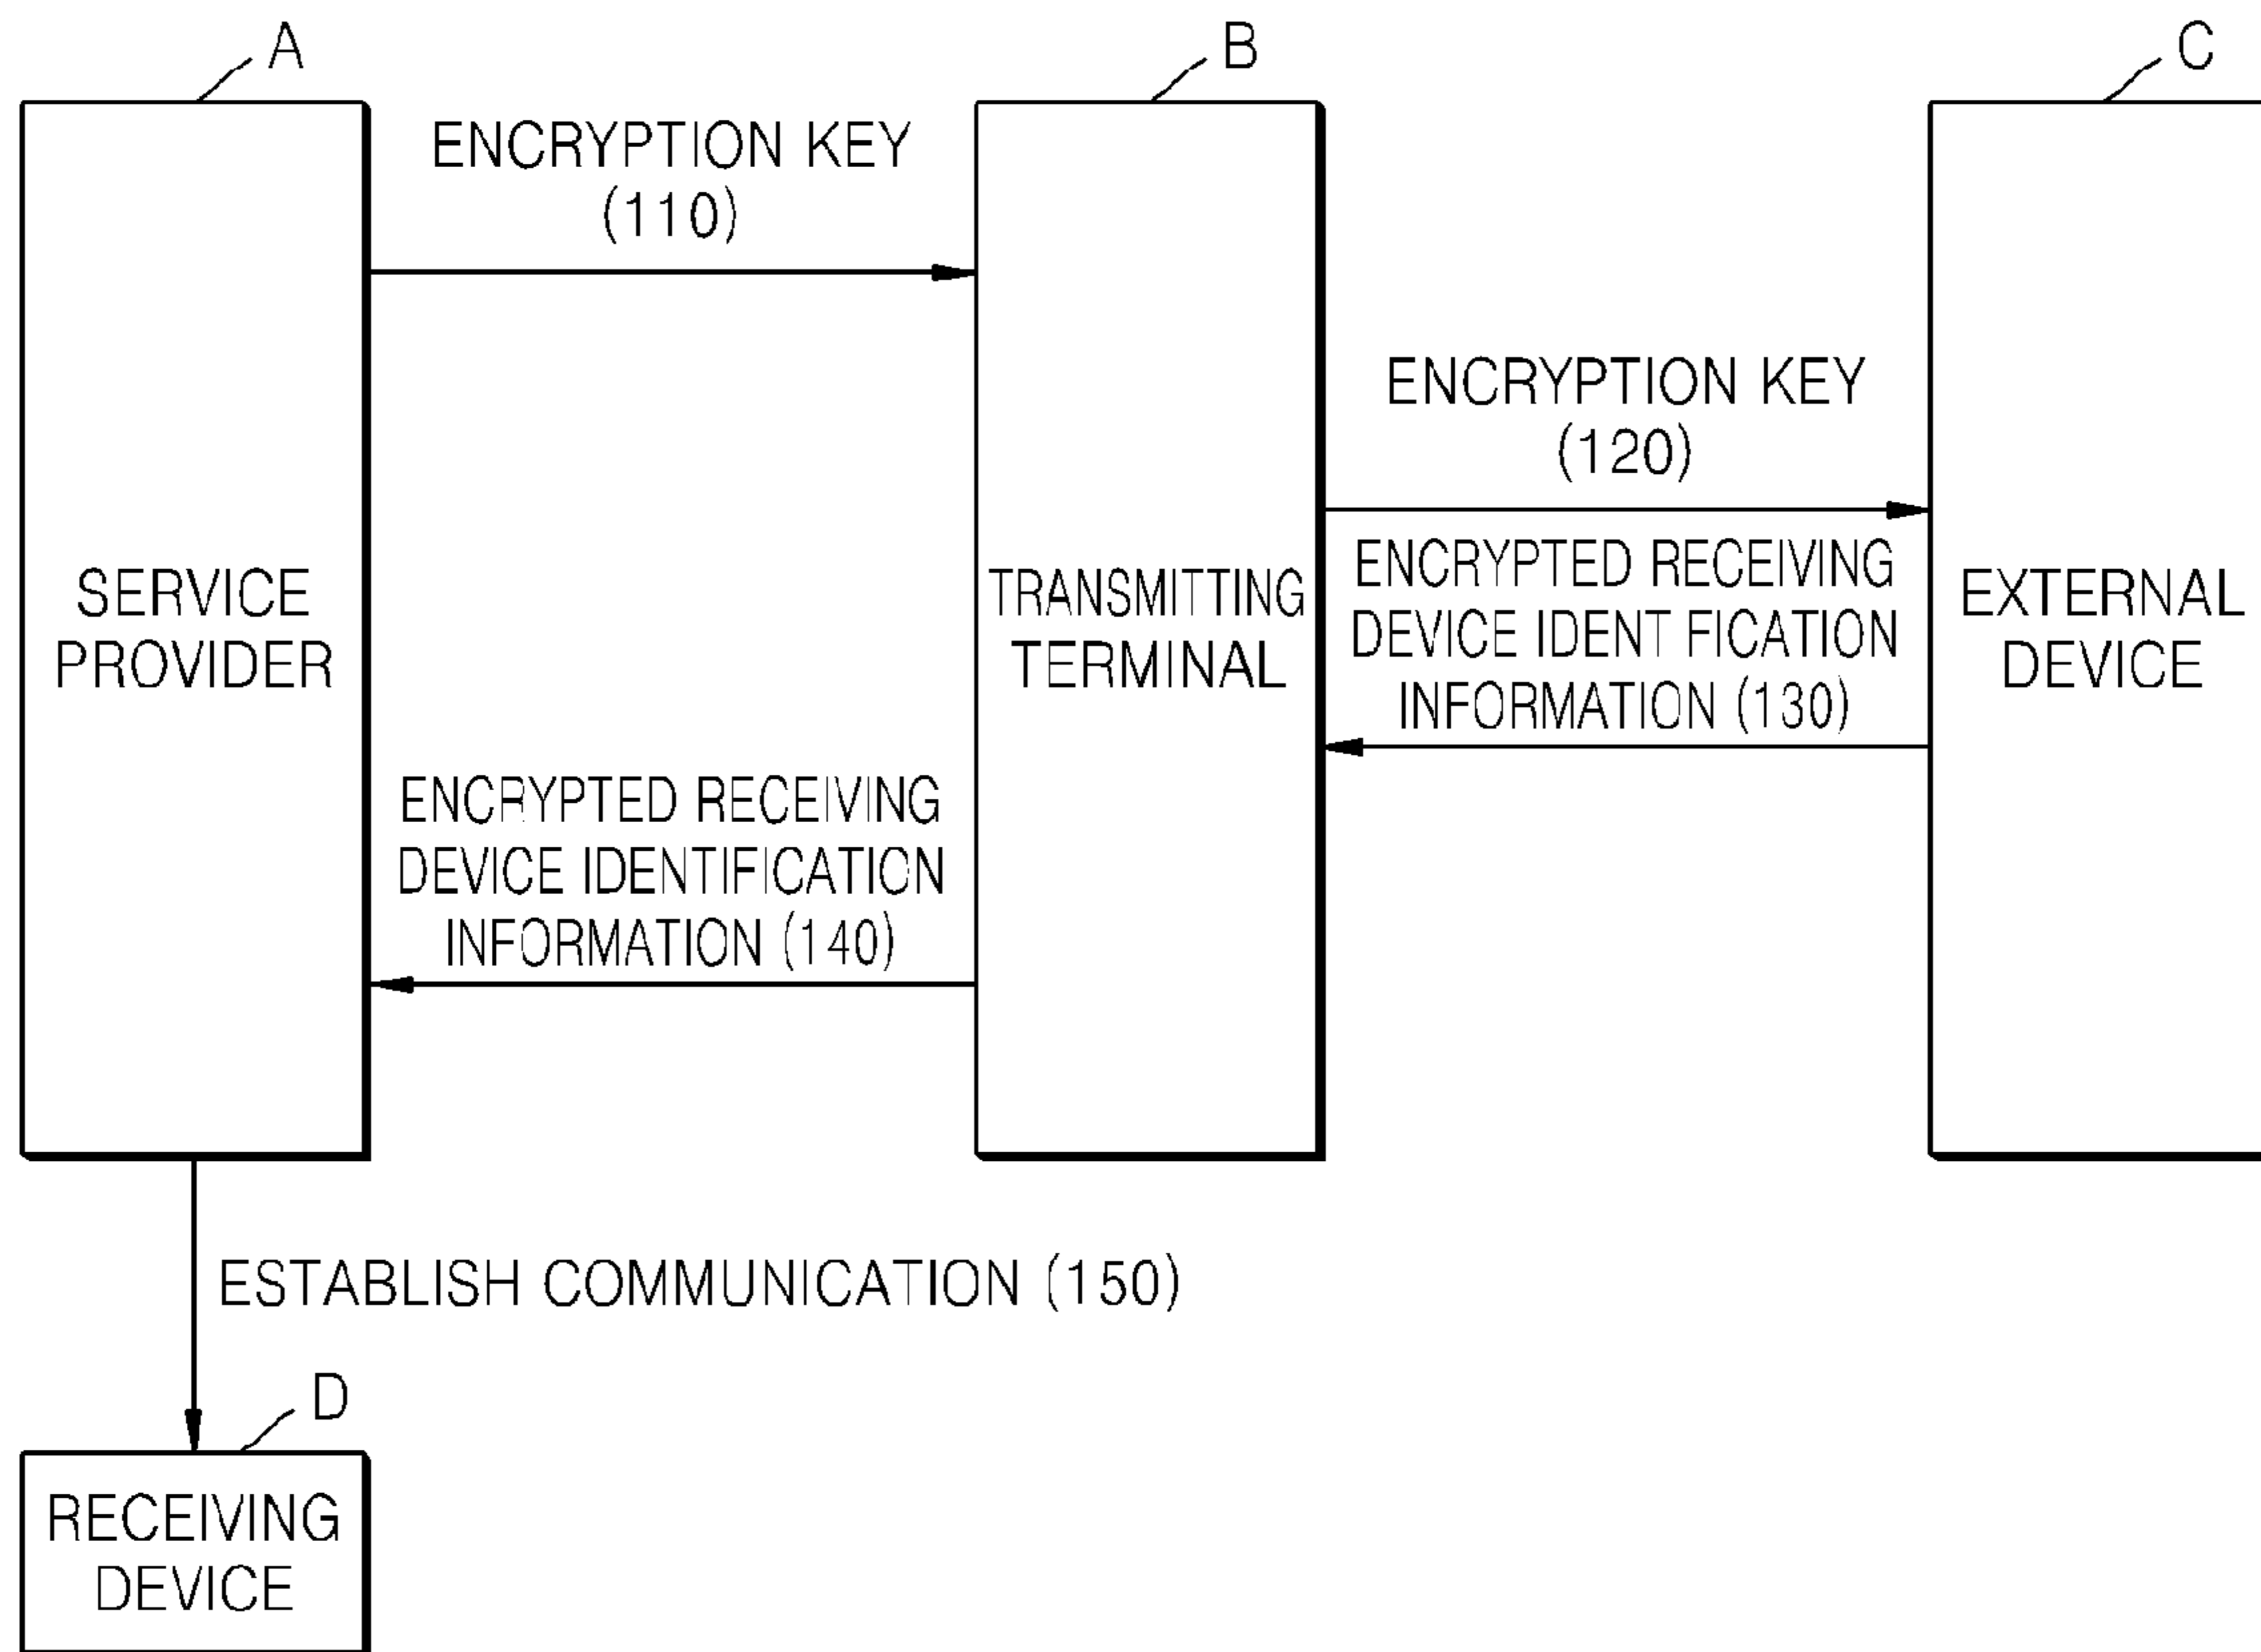 A
B
C
ENCRYPTION KEY
(110)
ENCRYPTION KEY
(120)
SERVICE
PROVIDER
TRANSMITTING
TERMINAL
ENCRYPTED RECEIVING
DEVICE IDENT FICATION
INFORMATION (130)
EXTERNAL
DEVICE
ENCRYPTED RECEIVING
DEVICE IDENTIFICATION
INFORMATION (140)
ESTABLISH COMMUNICATION (150)
D
RECEIVING
DEVICE